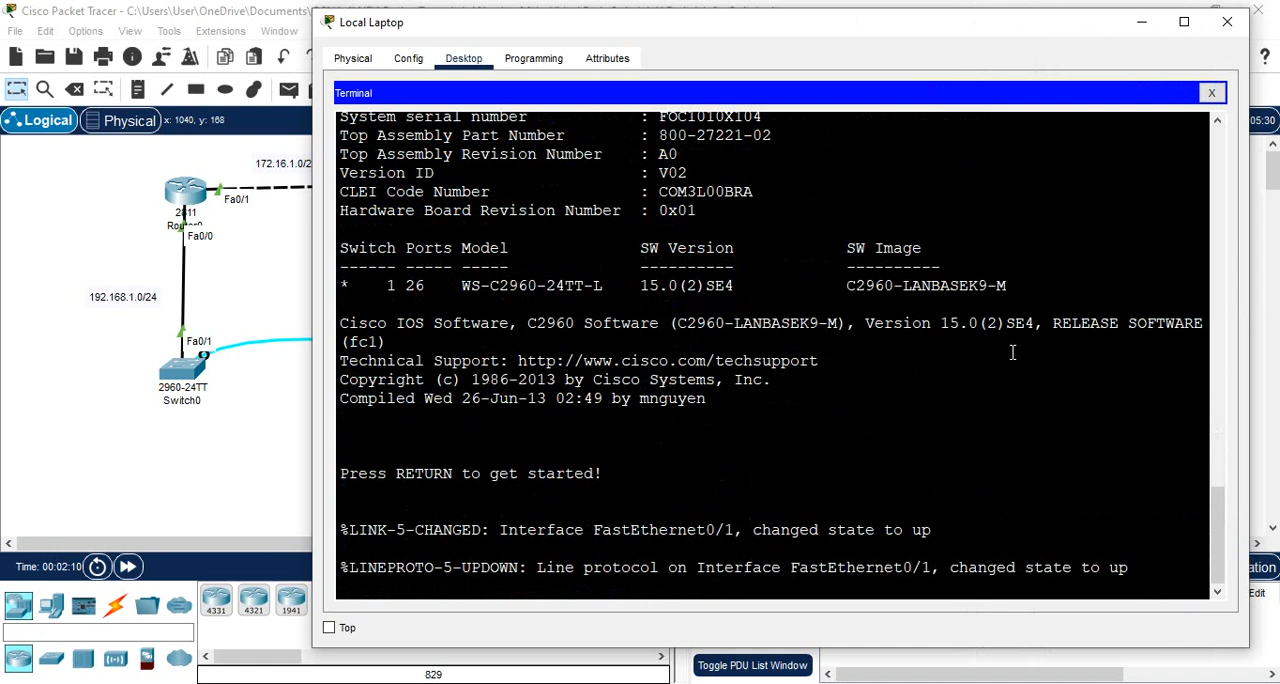 Cisco Packet Tracer - C:\Users\User\OneDrive\Documents\
Local Laptop
File Edit Options View Tools Extensions Window
Physical Config Desktop Programming Attributes
Terminal
X
Logical Physical x: 1040, y: 168
05:30
172.16.1.0/2
Fa0/1
2811
Router0
Fa0/0
192.168.1.0/24
Fa0/1
2960-24TT
Switch0
System serial number : FOC1010X104
Top Assembly Part Number : 800-27221-02
Top Assembly Revision Number : A0
Version ID : V02
CLEI Code Number : COM3L00BRA
Hardware Board Revision Number : 0x01
Switch Ports Model SW Version SW Image
------ ----- ----- ---------- ----------
* 1 26 WS-C2960-24TT-L 15.0(2)SE4 C2960-LANBASEK9-M
Cisco IOS Software, C2960 Software (C2960-LANBASEK9-M), Version 15.0(2)SE4, RELEASE SOFTWARE
(fc1)
Technical Support: http://www.cisco.com/techsupport
Copyright (c) 1986-2013 by Cisco Systems, Inc.
Compiled Wed 26-Jun-13 02:49 by mnguyen
Press RETURN to get started!
%LINK-5-CHANGED: Interface FastEthernet0/1, changed state to up
%LINEPROTO-5-UPDOWN: Line protocol on Interface FastEthernet0/1, changed state to up
Top
Time: 00:02:10
4331 4321 1941
829
Toggle PDU List Window
Edit